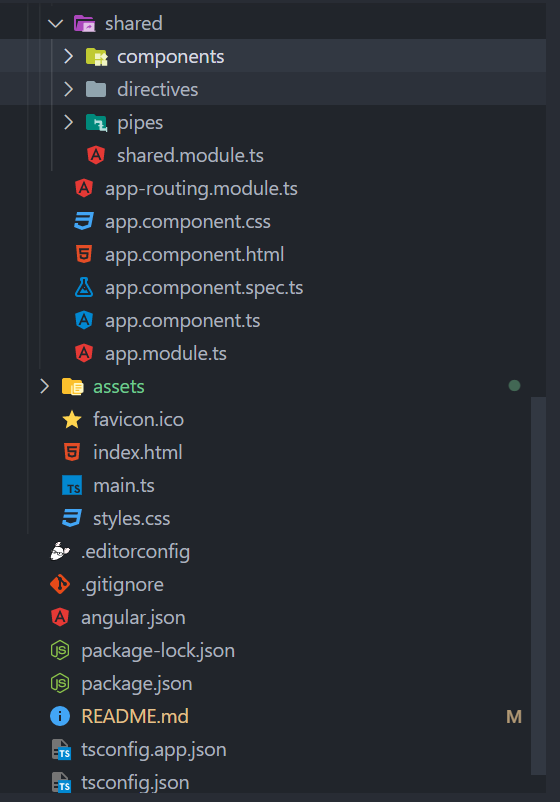 shared
components
directives
pipes
shared.module.ts
app-routing.module.ts
app.component.css
app.component.html
app.component.spec.ts
app.component.ts
app.module.ts
assets
favicon.ico
index.html
TS main.ts
styles.css
.editorconfig
.gitignore
angular.json
JS package-lock.json
JS package.json
i README.md M
TS tsconfig.app.json
TS tsconfig.json